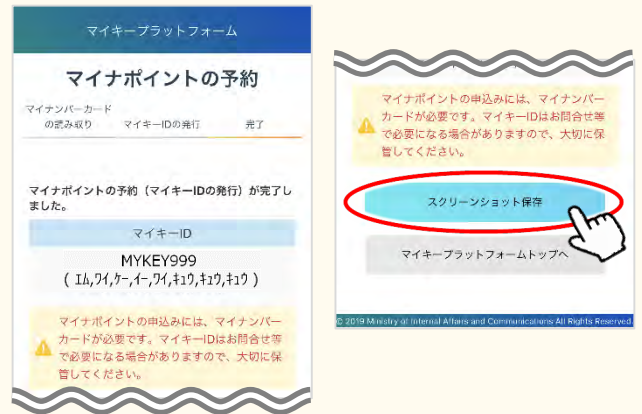 マイキープラットフォーム
マイナポイントの予約
マイナンバーカード
の読み取り マイキーIDの発行 完了
マイナポイントの予約（マイキーIDの発行）が完了し
ました。
マイキーID
MYKEY999
( ｴﾑ,ﾜｲ,ｹｰ,ｲｰ,ﾜｲ,ｷｭｳ,ｷｭｳ,ｷｭｳ )
マイナポイントの申込みには、マイナンバー
カードが必要です。マイキーIDはお問合せ等
で必要になる場合がありますので、大切に保
管してください。
マイナポイントの申込みには、マイナンバー
カードが必要です。マイキーIDはお問合せ等
で必要になる場合がありますので、大切に保
管してください。
スクリーンショット保存
マイキープラットフォームトップへ
© 2019 Ministry of Internal Affairs and Communications All Rights Reserved.